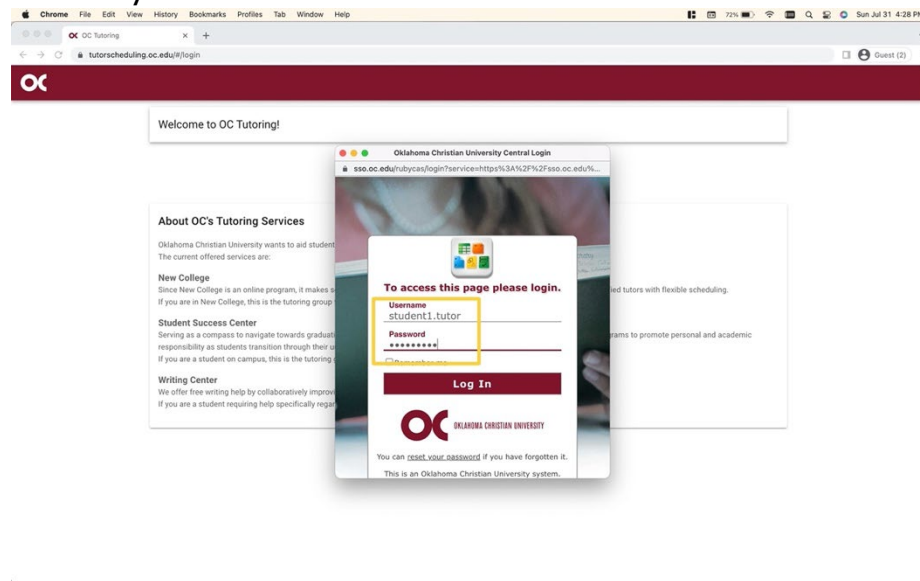 Chrome File Edit View History Bookmarks Profiles Tab Window Help 72% Sun Jul 31 4:28 PM
OC OC Tutoring
tutorscheduling.oc.edu/#/login Guest (2)
OC
Welcome to OC Tutoring!
Oklahoma Christian University Central Login
sso.oc.edu/rubycas/login?service=https%3A%2F%2Fsso.oc.edu%...
About OC's Tutoring Services
Oklahoma Christian University wants to aid student
The current offered services are:
New College
Since New College is an online program, it makes s ied tutors with flexible scheduling.
If you are in New College, this is the tutoring group
Student Success Center
Serving as a compass to navigate towards graduati rams to promote personal and academic
responsibility as students transition through their u
If you are a student on campus, this is the tutoring
Writing Center
We offer free writing help by collaboratively improvi
If you are a student requiring help specifically regar
To access this page please login.
Username
student1.tutor
Password
•••••••••
Remember me
Log In
OC OKLAHOMA CHRISTIAN UNIVERSITY
You can reset your password if you have forgotten it.
This is an Oklahoma Christian University system.